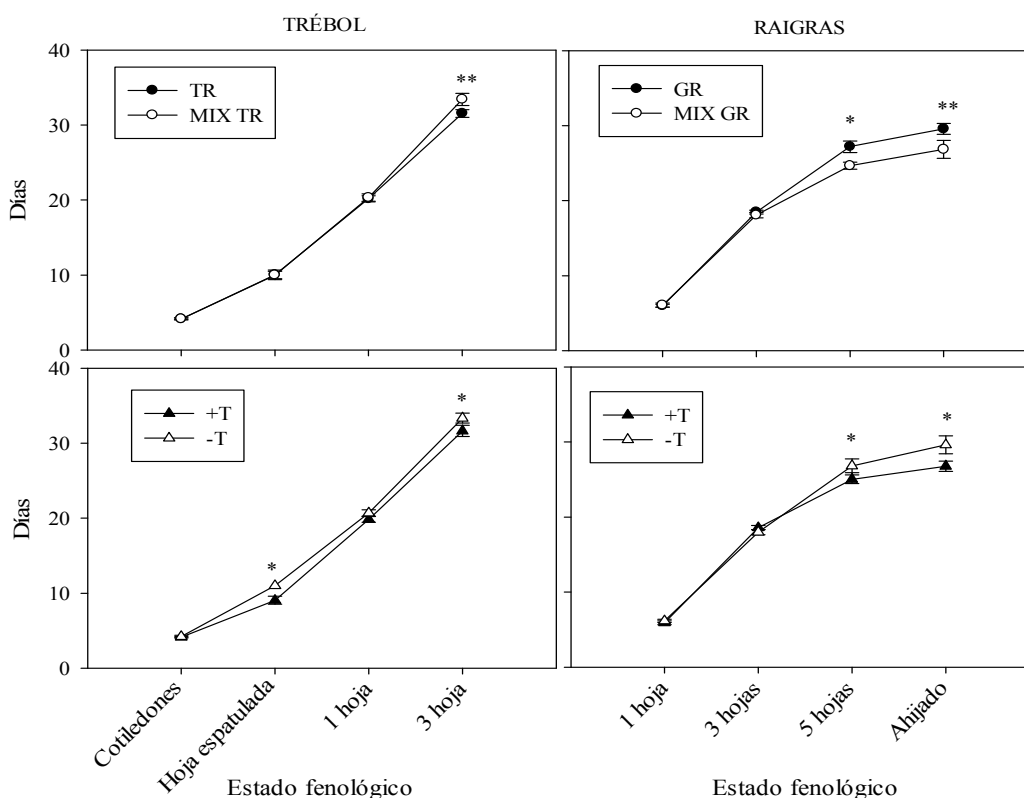 TRÉBOL
RAIGRAS
40
30
20
10
0
Días
TR
MIX TR
**
GR
MIX GR
*
**
40
30
20
10
0
Días
+T
-T
*
*
+T
-T
*
*
Cotiledones
Hoja espatulada
1 hoja
3 hoja
1 hoja
3 hojas
5 hojas
Ahijado
Estado fenológico
Estado fenológico